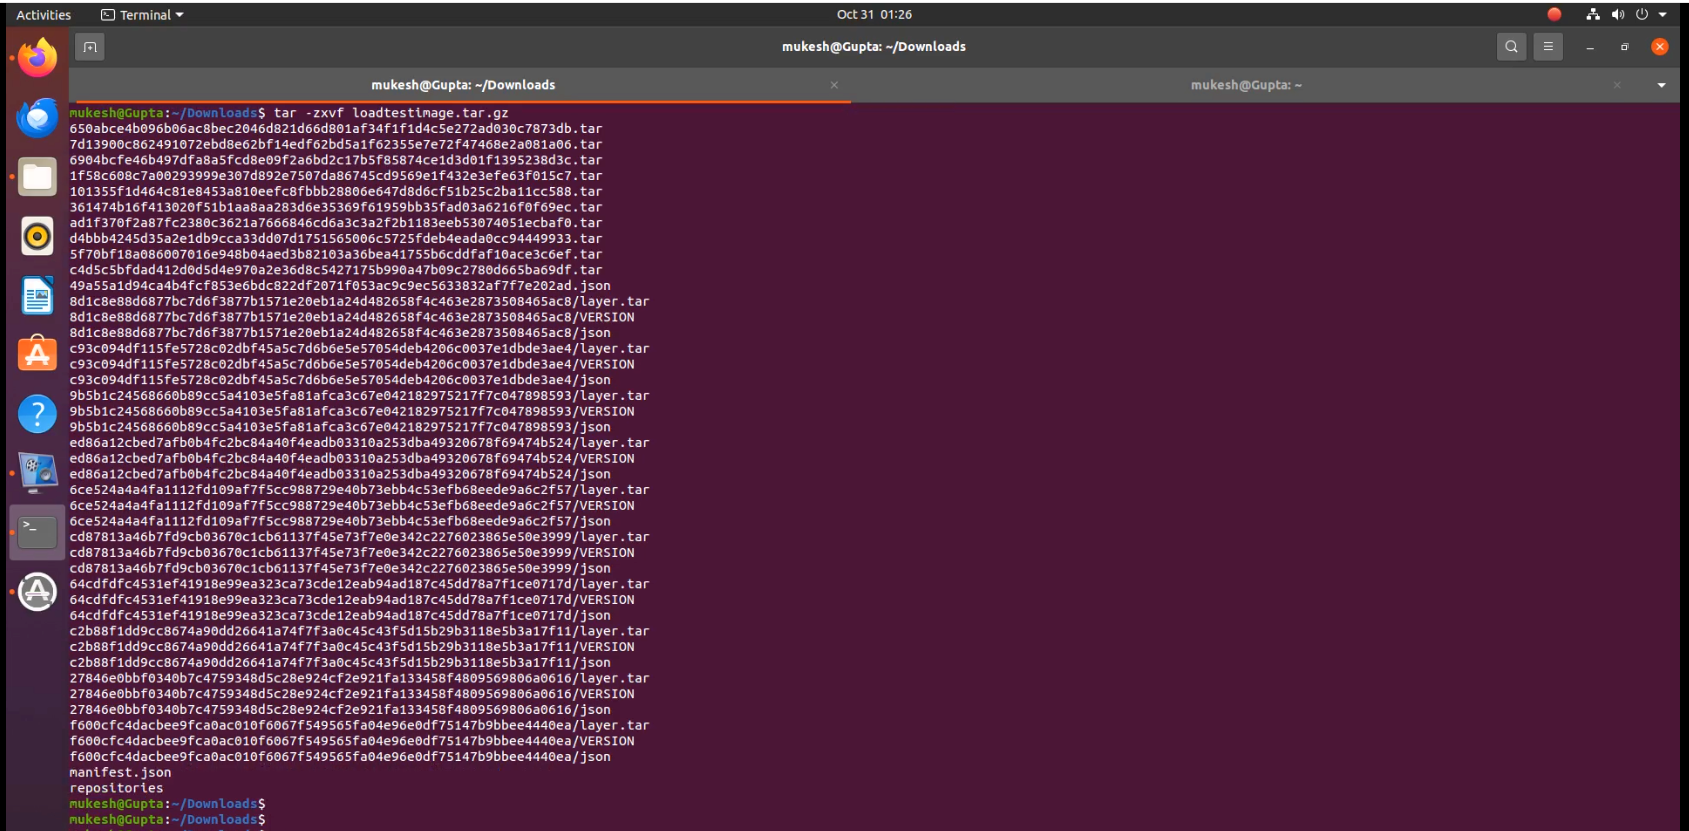 Activities
Terminal
Oct 31 01:26
mukesh@Gupta: ~/Downloads
mukesh@Gupta: ~/Downloads
mukesh@Gupta: ~
mukesh@Gupta:~/Downloads$ tar -zxvf loadtestimage.tar.gz
650abce4b096b06ac8bec2046d821d66d801af34f1f1d4c5e272ad030c7873db.tar
7d13900c862491072ebd8e62bf14edf62bd5a1f62355e7e72f47468e2a081a06.tar
6904bcfe46b497dfa8a5fcd8e09f2a6bd2c17b5f85874ce1d3d01f1395238d3c.tar
1f58c608c7a00293999e307d892e7507da86745cd9569e1f432e3efe63f015c7.tar
101355f1d464c81e8453a810eefc8fbbb28806e647d8d6cf51b25c2ba11cc588.tar
361474b16f413020f51b1aa8aa283d6e35369f61959bb35fad03a6216f0f69ec.tar
ad1f370f2a87fc2380c3621a7666846cd6a3c3a2f2b1183eeb53074051ecbaf0.tar
d4bbb4245d35a2e1db9cca33dd07d1751565006c5725fdeb4eada0cc94449933.tar
5f70bf18a086007016e948b04aed3b82103a36bea41755b6cddfaf10ace3c6ef.tar
c4d5c5bfdad412d0d5d4e970a2e36d8c5427175b990a47b09c2780d665ba69df.tar
49a55a1d94ca4b4fcf853e6bdc822df2071f053ac9c9ec5633832af7f7e202ad.json
8d1c8e88d6877bc7d6f3877b1571e20eb1a24d482658f4c463e2873508465ac8/layer.tar
8d1c8e88d6877bc7d6f3877b1571e20eb1a24d482658f4c463e2873508465ac8/VERSION
8d1c8e88d6877bc7d6f3877b1571e20eb1a24d482658f4c463e2873508465ac8/json
c93c094df115fe5728c02dbf45a5c7d6b6e5e57054deb4206c0037e1dbde3ae4/layer.tar
c93c094df115fe5728c02dbf45a5c7d6b6e5e57054deb4206c0037e1dbde3ae4/VERSION
c93c094df115fe5728c02dbf45a5c7d6b6e5e57054deb4206c0037e1dbde3ae4/json
9b5b1c24568660b89cc5a4103e5fa81afca3c67e042182975217f7c047898593/layer.tar
9b5b1c24568660b89cc5a4103e5fa81afca3c67e042182975217f7c047898593/VERSION
9b5b1c24568660b89cc5a4103e5fa81afca3c67e042182975217f7c047898593/json
ed86a12cbed7afb0b4fc2bc84a40f4eadb03310a253dba49320678f69474b524/layer.tar
ed86a12cbed7afb0b4fc2bc84a40f4eadb03310a253dba49320678f69474b524/VERSION
ed86a12cbed7afb0b4fc2bc84a40f4eadb03310a253dba49320678f69474b524/json
6ce524a4a4fa1112fd109af7f5cc988729e40b73ebb4c53efb68eede9a6c2f57/layer.tar
6ce524a4a4fa1112fd109af7f5cc988729e40b73ebb4c53efb68eede9a6c2f57/VERSION
6ce524a4a4fa1112fd109af7f5cc988729e40b73ebb4c53efb68eede9a6c2f57/json
cd87813a46b7fd9cb03670c1cb61137f45e73f7e0e342c2276023865e50e3999/layer.tar
cd87813a46b7fd9cb03670c1cb61137f45e73f7e0e342c2276023865e50e3999/VERSION
cd87813a46b7fd9cb03670c1cb61137f45e73f7e0e342c2276023865e50e3999/json
64cdfdfc4531ef41918e99ea323ca73cde12eab94ad187c45dd78a7f1ce0717d/layer.tar
64cdfdfc4531ef41918e99ea323ca73cde12eab94ad187c45dd78a7f1ce0717d/VERSION
64cdfdfc4531ef41918e99ea323ca73cde12eab94ad187c45dd78a7f1ce0717d/json
c2b88f1dd9cc8674a90dd26641a74f7f3a0c45c43f5d15b29b3118e5b3a17f11/layer.tar
c2b88f1dd9cc8674a90dd26641a74f7f3a0c45c43f5d15b29b3118e5b3a17f11/VERSION
c2b88f1dd9cc8674a90dd26641a74f7f3a0c45c43f5d15b29b3118e5b3a17f11/json
27846e0bbf0340b7c4759348d5c28e924cf2e921fa133458f4809569806a0616/layer.tar
27846e0bbf0340b7c4759348d5c28e924cf2e921fa133458f4809569806a0616/VERSION
27846e0bbf0340b7c4759348d5c28e924cf2e921fa133458f4809569806a0616/json
f600cfc4dacbee9fca0ac010f6067f549565fa04e96e0df75147b9bbee4440ea/layer.tar
f600cfc4dacbee9fca0ac010f6067f549565fa04e96e0df75147b9bbee4440ea/VERSION
f600cfc4dacbee9fca0ac010f6067f549565fa04e96e0df75147b9bbee4440ea/json
manifest.json
repositories
mukesh@Gupta:~/Downloads$
mukesh@Gupta:~/Downloads$